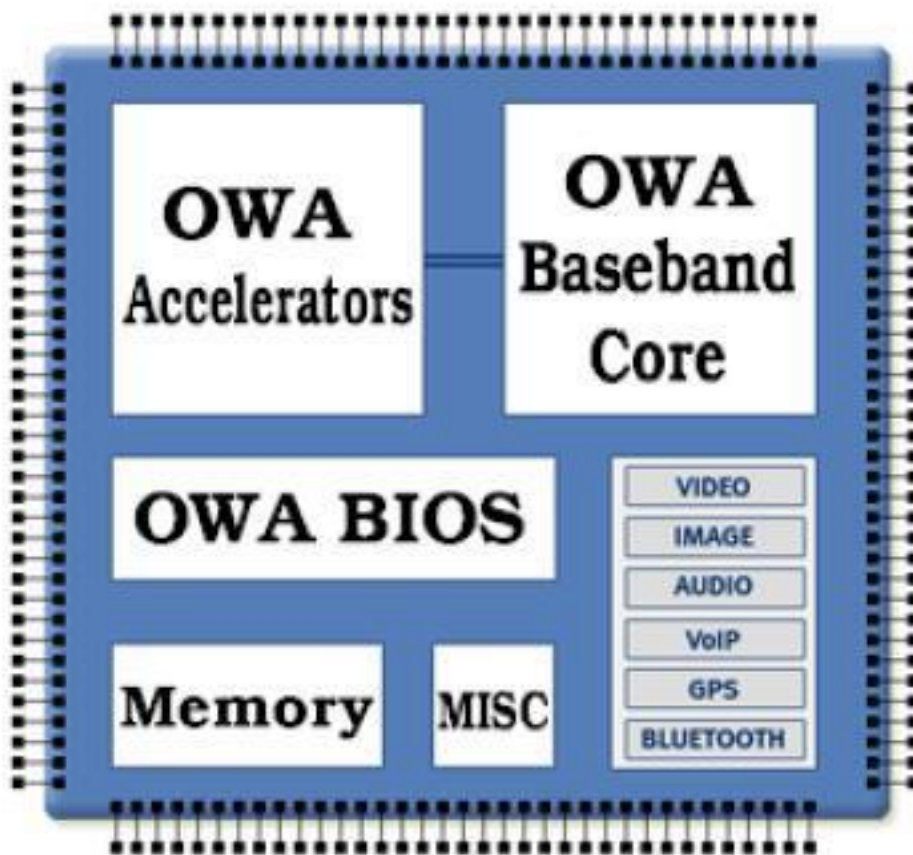 OWA
Accelerators
OWA
Baseband
Core
OWA BIOS
VIDEO
IMAGE
AUDIO
VoIP
GPS
BLUETOOTH
Memory
MISC